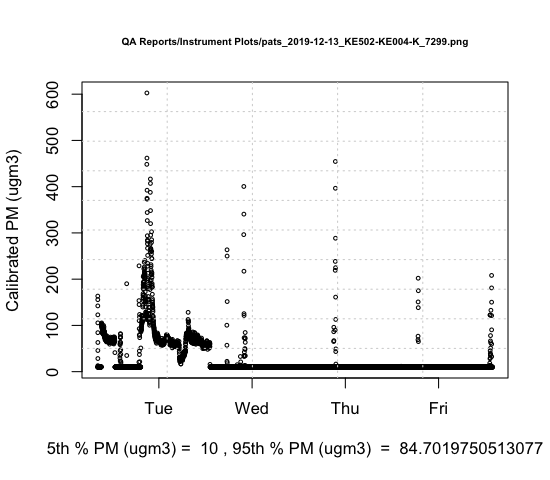 QA Reports/Instrument Plots/pats_2019-12-13_KE502-KE004-K_7299.png
Calibrated PM (ugm3)
600
500
400
300
200
100
0
Tue Wed Thu Fri
5th % PM (ugm3) = 10 , 95th % PM (ugm3) = 84.7019750513077